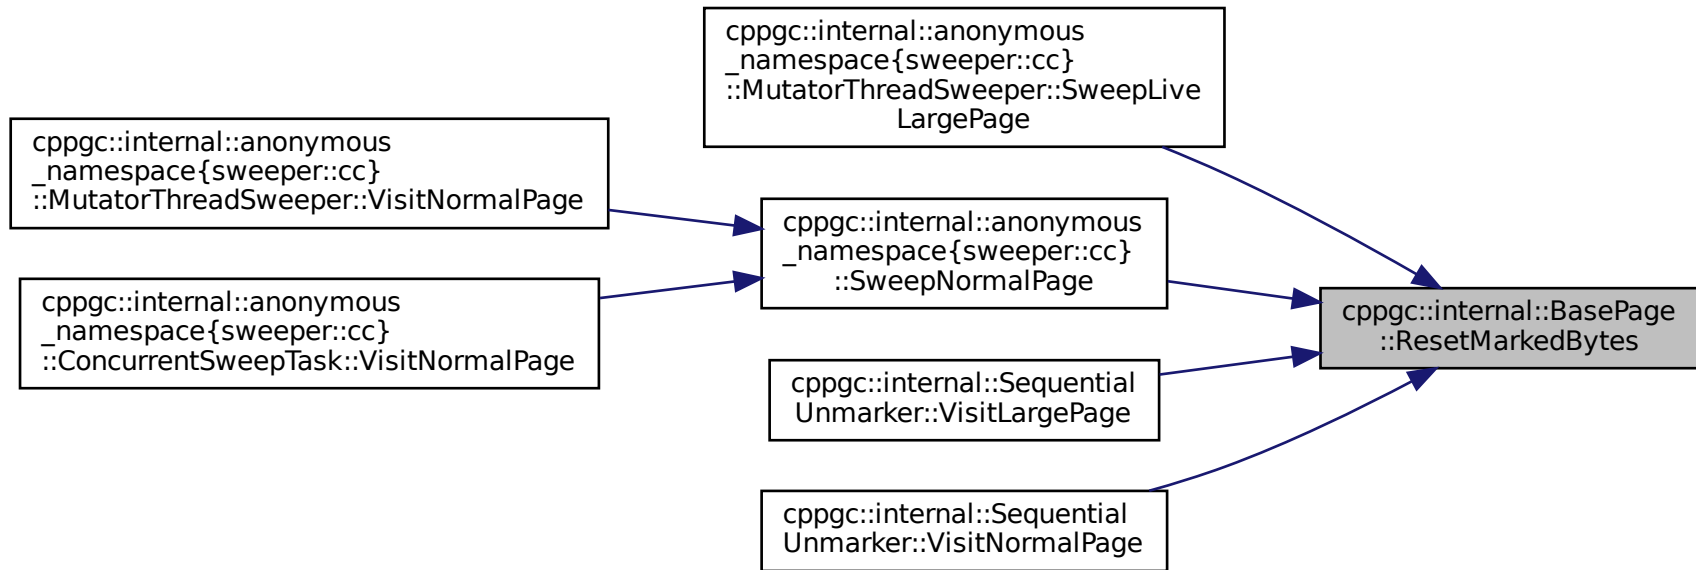 cppgc::internal::anonymous
_namespace{sweeper::cc}
::MutatorThreadSweeper::SweepLive
LargePage
cppgc::internal::anonymous
_namespace{sweeper::cc}
::MutatorThreadSweeper::VisitNormalPage
cppgc::internal::anonymous
_namespace{sweeper::cc}
::SweepNormalPage
cppgc::internal::anonymous
_namespace{sweeper::cc}
::ConcurrentSweepTask::VisitNormalPage
cppgc::internal::BasePage
::ResetMarkedBytes
cppgc::internal::Sequential
Unmarker::VisitLargePage
cppgc::internal::Sequential
Unmarker::VisitNormalPage